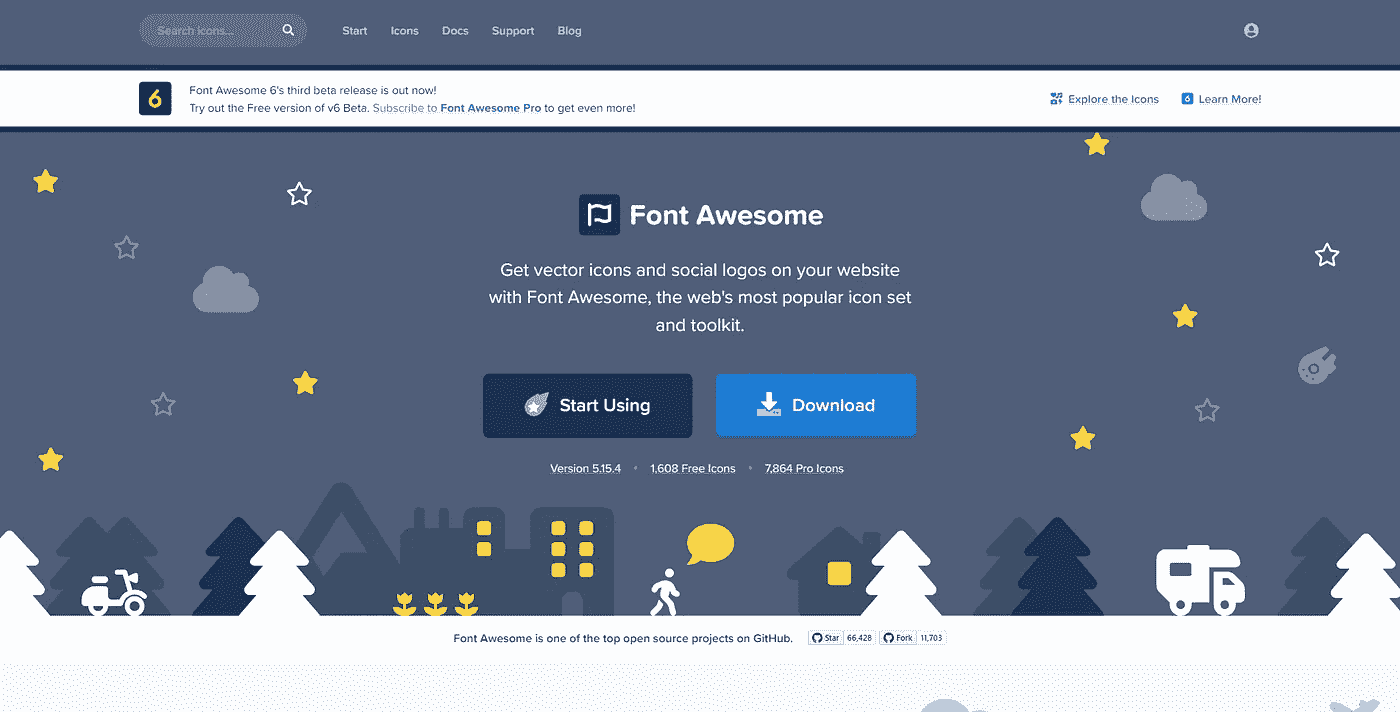 Search icons...
Start
Icons
Docs
Support
Blog
6
Font Awesome 6's third beta release is out now!
Try out the Free version of v6 Beta. Subscribe to Font Awesome Pro to get even more!
Explore the Icons
6 Learn More!
Font Awesome
Get vector icons and social logos on your website
with Font Awesome, the web's most popular icon set
and toolkit.
Start Using
Download
Version 5.15.4 • 1,608 Free Icons • 7,864 Pro Icons
Font Awesome is one of the top open source projects on GitHub.
Star 66,428
Fork 11,703